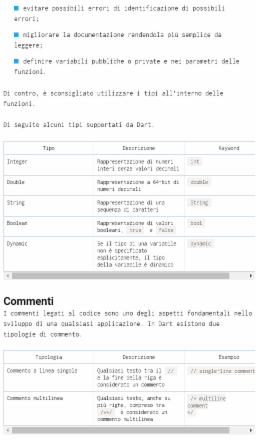 evitare possibili errori di identificazione di possibili
errori;
migliorare la documentazione rendendola più semplice da
leggere;
definire variabili pubbliche o private e nei parametri delle
funzioni.
Di contro, è sconsigliato utilizzare i tipi all'interno delle
funzioni.
Di seguito alcuni tipi supportati da Dart.
Tipo Descrizione Keyword
Integer Rappresentazione di numeri int
interi senza valori decimali
Double Rappresentazione a 64-bit di double
numeri decimali
String Rappresentazione di una String
sequenza di caratteri
Boolean Rappresentazione di valori bool
booleani, true e false
Dynamic Se il tipo di una variabile dynamic
non è specificato
esplicitamente, il tipo
della variabile è dinamico
Commenti
I commenti legati al codice sono uno degli aspetti fondamentali nello
sviluppo di una qualsiasi applicazione. In Dart esistono due
tipologie di commento.
Tipologia Descrizione Esempio
Commento a linea singola Qualsiasi testo tra il // // single-line comment
e la fine della riga è
considerato un commento
Commento multilinea Qualsiasi testo, anche su /* multiline
più righe, compreso tra comment
/**/ è considerato un */
commento multilinea